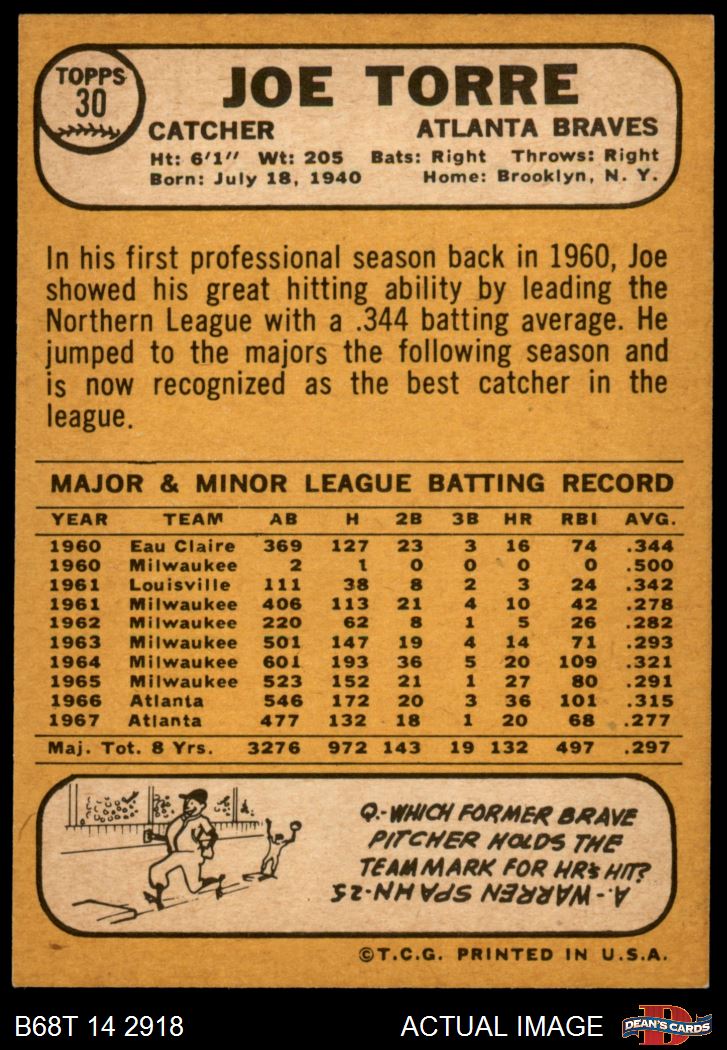 TOPPS
30
JOE TORRE
CATCHER ATLANTA BRAVES
Ht: 6'1" Wt: 205 Bats: Right Throws: Right
Born: July 18, 1940 Home: Brooklyn, N. Y.
In his first professional season back in 1960, Joe
showed his great hitting ability by leading the
Northern League with a .344 batting average. He
jumped to the majors the following season and
is now recognized as the best catcher in the
league.
MAJOR & MINOR LEAGUE BATTING RECORD
YEAR TEAM AB H 2B 3B HR RBI AVG.
1960 Eau Claire 369 127 23 3 16 74 .344
1960 Milwaukee 2 1 0 0 0 0 .500
1961 Louisville 111 38 8 2 3 24 .342
1961 Milwaukee 406 113 21 4 10 42 .278
1962 Milwaukee 220 62 8 1 5 26 .282
1963 Milwaukee 501 147 19 4 14 71 .293
1964 Milwaukee 601 193 36 5 20 109 .321
1965 Milwaukee 523 152 21 1 27 80 .291
1966 Atlanta 546 172 20 3 36 101 .315
1967 Atlanta 477 132 18 1 20 68 .277
Maj. Tot. 8 Yrs. 3276 972 143 19 132 497 .297
Q.-WHICH FORMER BRAVE
PITCHER HOLDS THE
TEAM MARK FOR HR's HIT?
A.-WARREN SPAHN-25
©T.C.G. PRINTED IN U.S.A.
B68T 14 2918 ACTUAL IMAGE
D
DEAN'S CARDS